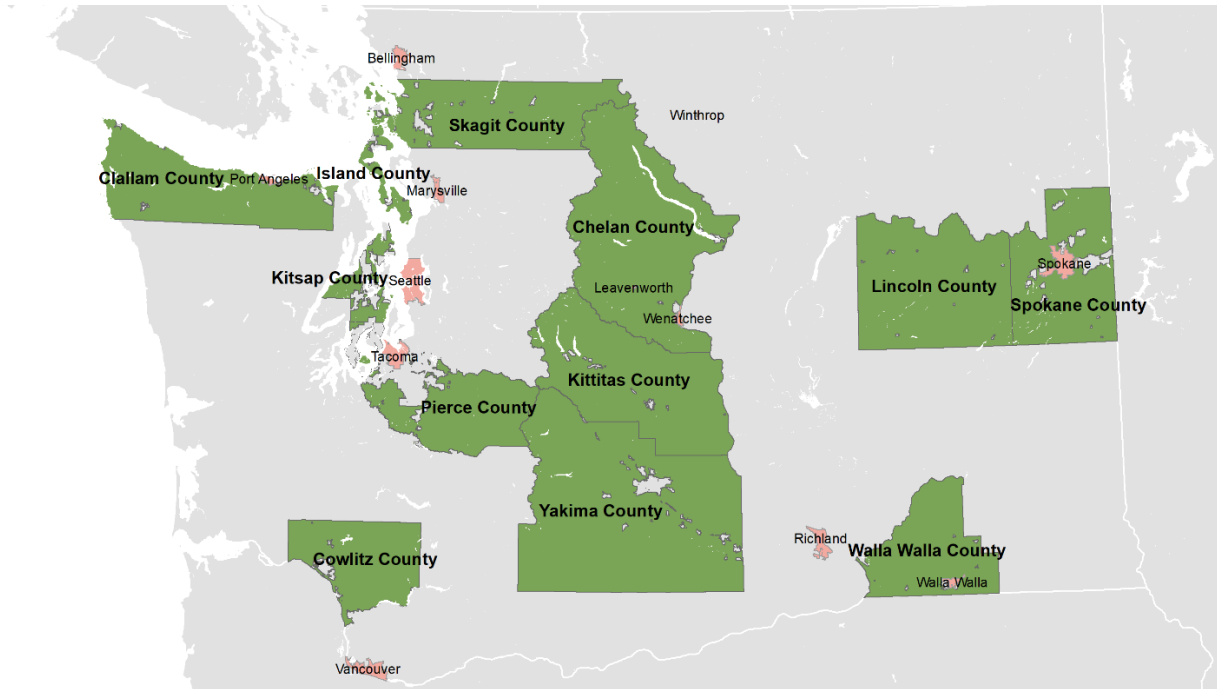 Bellingham
Winthrop
Skagit County
Clallam County
Port Angeles
Island County
Marysville
Chelan County
Kitsap County
Seattle
Leavenworth
Wenatchee
Lincoln County
Spokane
Spokane County
Tacoma
Kittitas County
Pierce County
Yakima County
Richland
Walla Walla County
Walla Walla
Cowlitz County
Vancouver